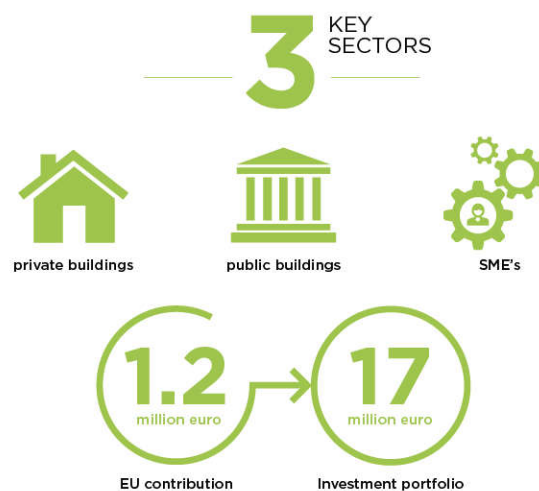 3 KEY
SECTORS
private buildings
public buildings
SME's
1.2
million euro
17
million euro
EU contribution
Investment portfolio